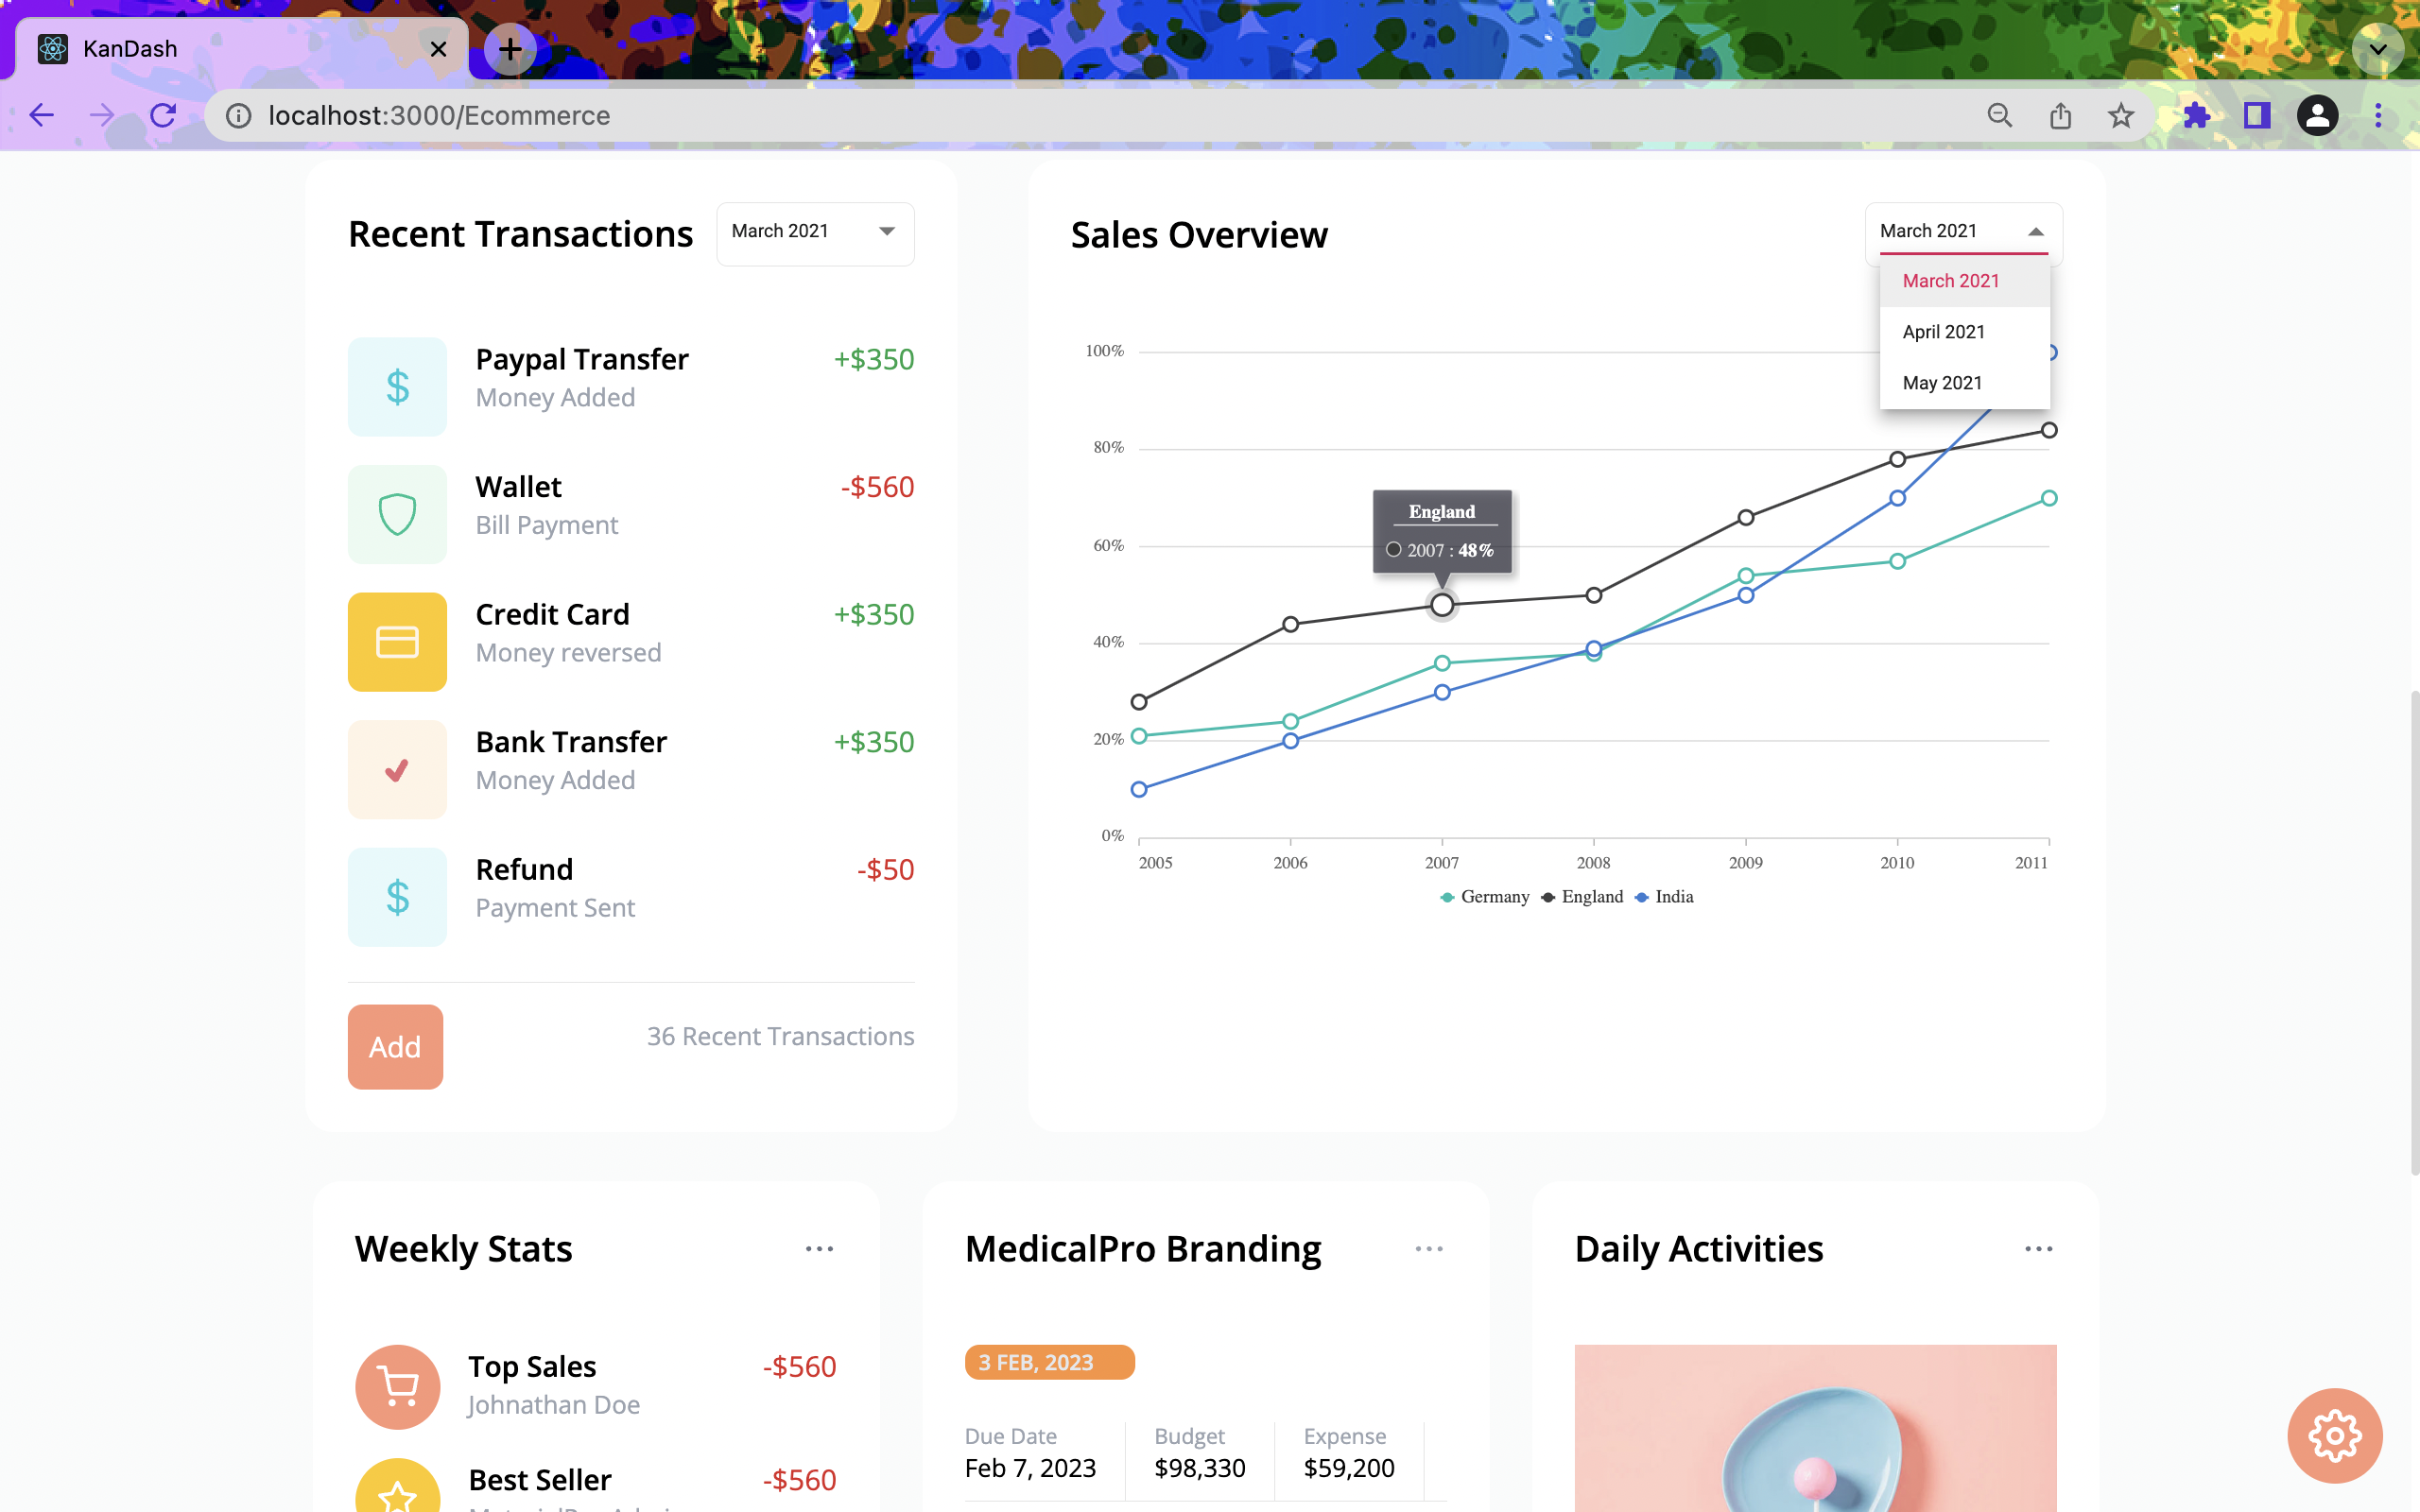 KanDash
localhost:3000/Ecommerce
Recent Transactions
March 2021
Paypal Transfer
+$350
Money Added
Wallet
-$560
Bill Payment
Credit Card
+$350
Money reversed
Bank Transfer
+$350
Money Added
Refund
-$50
Payment Sent
Add
36 Recent Transactions
Sales Overview
March 2021
March 2021
April 2021
May 2021
100%
80%
60%
40%
20%
0%
England
2007 : 48%
2005 2006 2007 2008 2009 2010 2011
Germany England India
Weekly Stats
Top Sales
-$560
Johnathan Doe
Best Seller
-$560
MedicalPro Branding
3 FEB, 2023
Due Date Budget Expense
Feb 7, 2023 $98,330 $59,200
Daily Activities